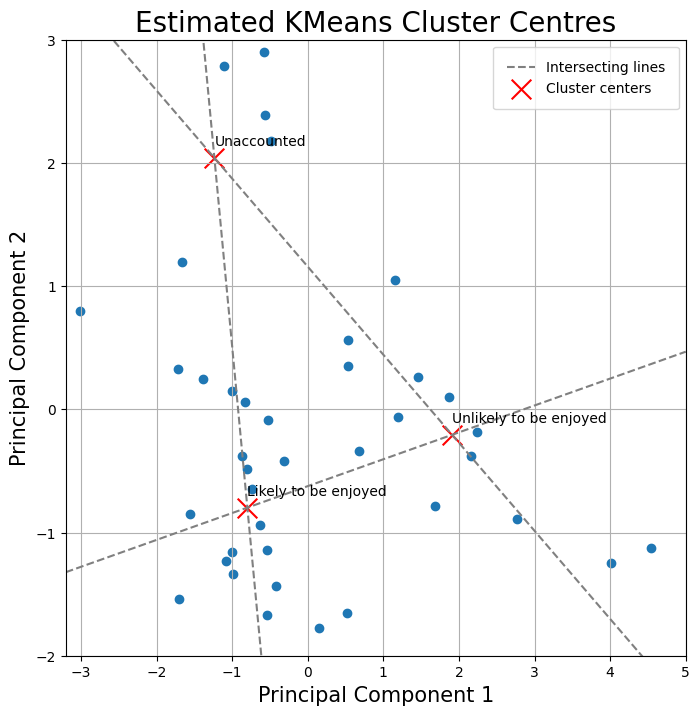 Estimated KMeans Cluster Centres
3
2
1
0
−1
−2
Principal Component 2
Intersecting lines
Cluster centers
Unaccounted
Unlikely to be enjoyed
Likely to be enjoyed
−3 −2 −1 0 1 2 3 4 5
Principal Component 1